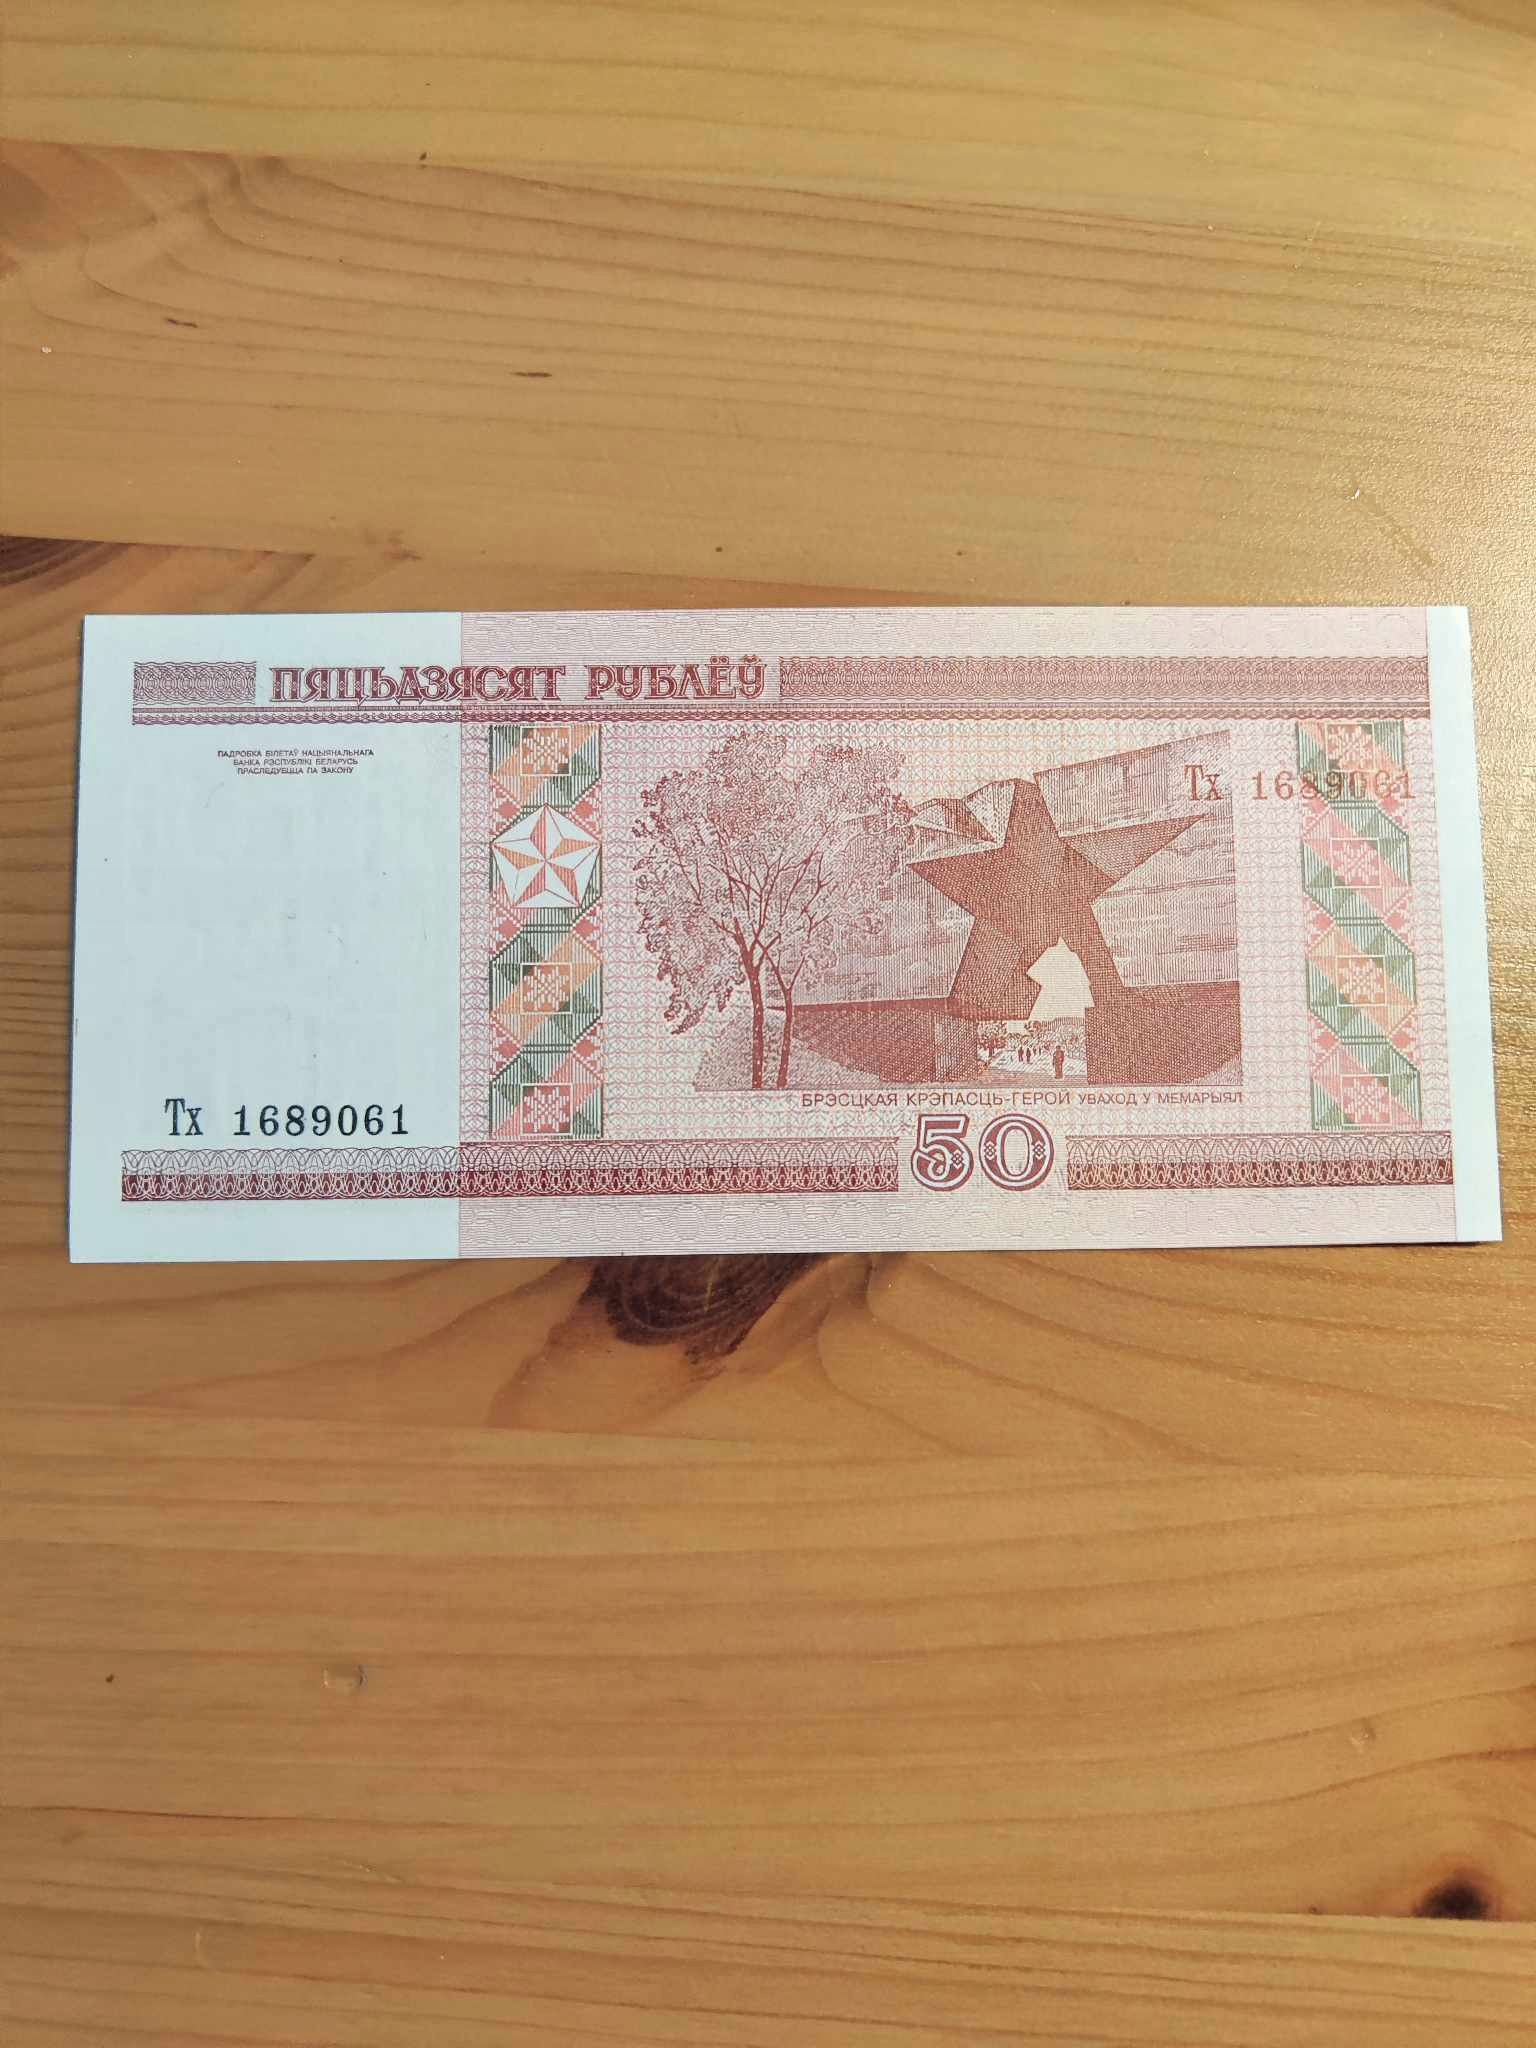 ПЯЦЬДЗЯСЯТ РУБЛЁЎ
ПАДРОБКА БІЛЕТАЎ НАЦЫЯНАЛЬНАГА
БАНКА РЭСПУБЛІКІ БЕЛАРУСЬ
ПРАСЛЕДУЕЦЦА ПА ЗАКОНУ
Тх 1689061
Тх 1689061
БРЭСЦКАЯ КРЭПАСЦЬ-ГЕРОЙ УВАХОД У МЕМАРЫЯЛ
50